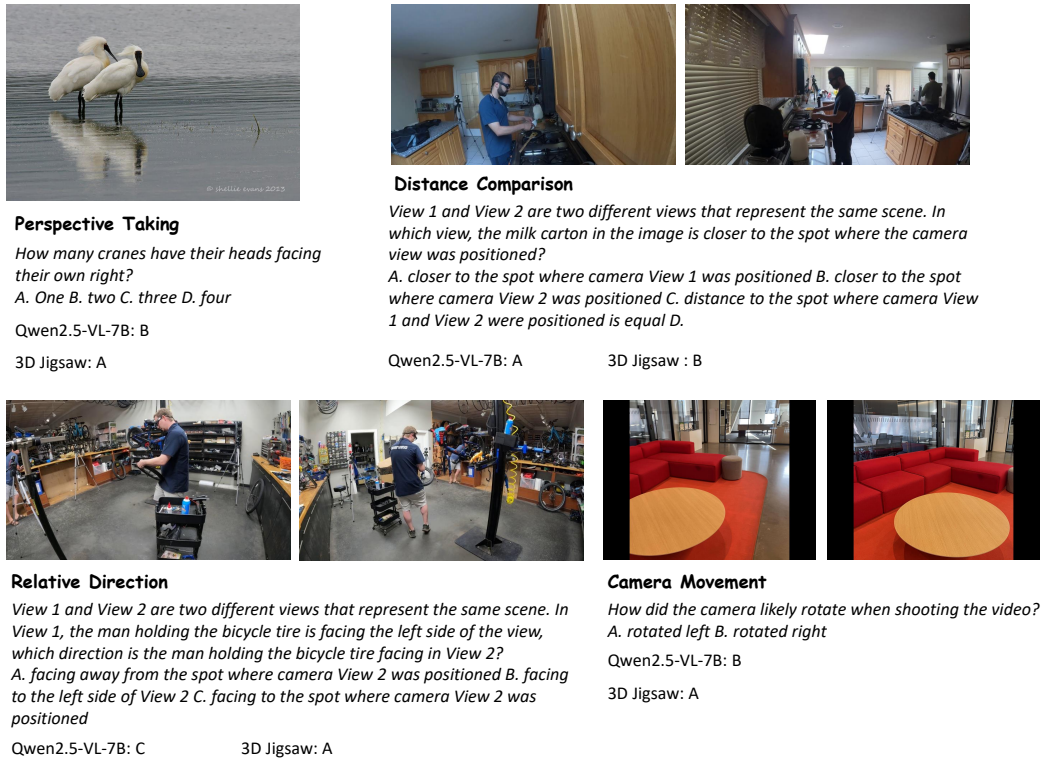 © shellie evans 2013
Perspective Taking
How many cranes have their heads facing
their own right?
A. One B. two C. three D. four
Qwen2.5-VL-7B: B
3D Jigsaw: A
Distance Comparison
View 1 and View 2 are two different views that represent the same scene. In
which view, the milk carton in the image is closer to the spot where the camera
view was positioned?
A. closer to the spot where camera View 1 was positioned B. closer to the spot
where camera View 2 was positioned C. distance to the spot where camera View
1 and View 2 were positioned is equal D.
Qwen2.5-VL-7B: A
3D Jigsaw : B
Relative Direction
View 1 and View 2 are two different views that represent the same scene. In
View 1, the man holding the bicycle tire is facing the left side of the view,
which direction is the man holding the bicycle tire facing in View 2?
A. facing away from the spot where camera View 2 was positioned B. facing
to the left side of View 2 C. facing to the spot where camera View 2 was
positioned
Qwen2.5-VL-7B: C
3D Jigsaw: A
Camera Movement
How did the camera likely rotate when shooting the video?
A. rotated left B. rotated right
Qwen2.5-VL-7B: B
3D Jigsaw: A